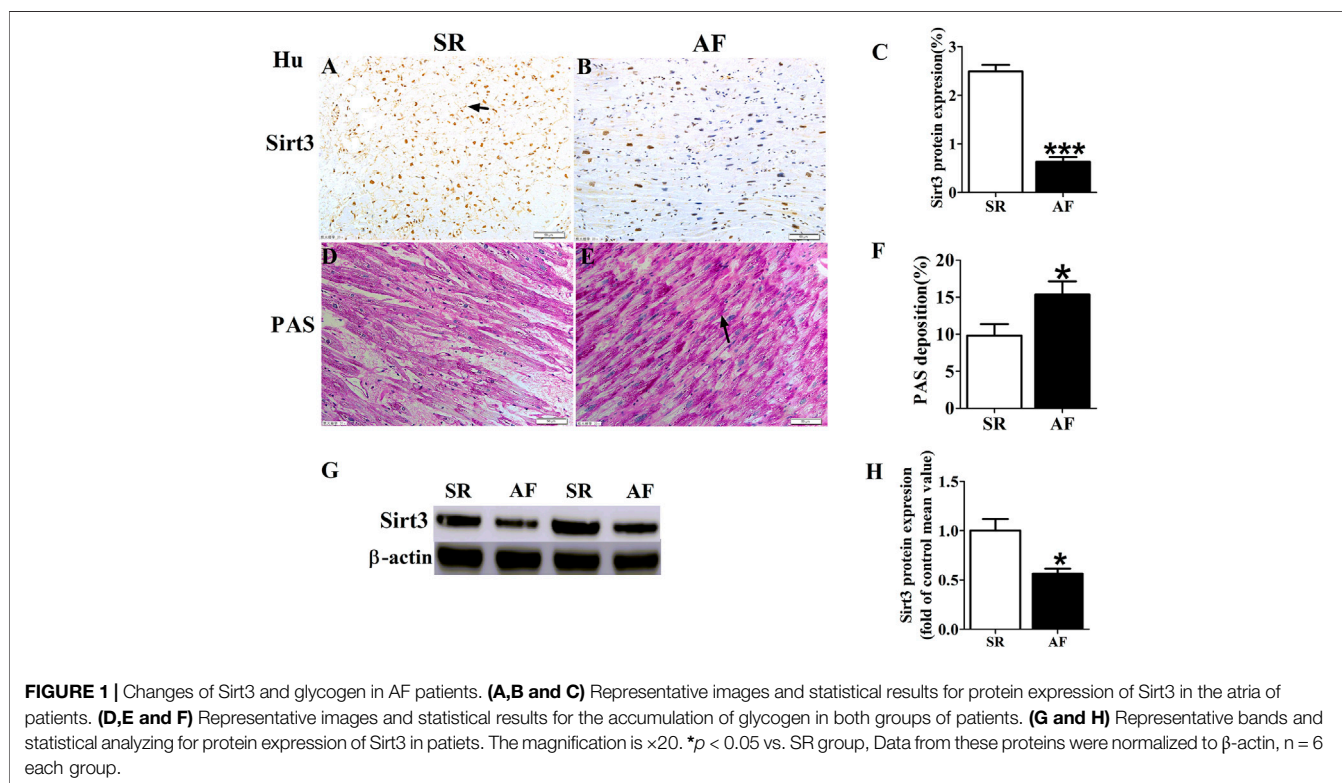 SR
AF
Hu
A
B
C
Sirt3
Sirt3 protein expresion(%)
3
2
1
0
***
SR
AF
D
E
F
PAS
PAS deposition(%)
20
15
10
5
0
*
SR
AF
G
H
SR AF SR AF
Sirt3
β-actin
Sirt3 protein expresion
(fold of control mean value)
1.5
1.0
0.5
0.0
*
SR
AF
FIGURE 1 | Changes of Sirt3 and glycogen in AF patients. (A,B and C) Representative images and statistical results for protein expression of Sirt3 in the atria of
patients. (D,E and F) Representative images and statistical results for the accumulation of glycogen in both groups of patients. (G and H) Representative bands and
statistical analyzing for protein expression of Sirt3 in patiets. The magnification is ×20. *p < 0.05 vs. SR group, Data from these proteins were normalized to β-actin, n = 6
each group.